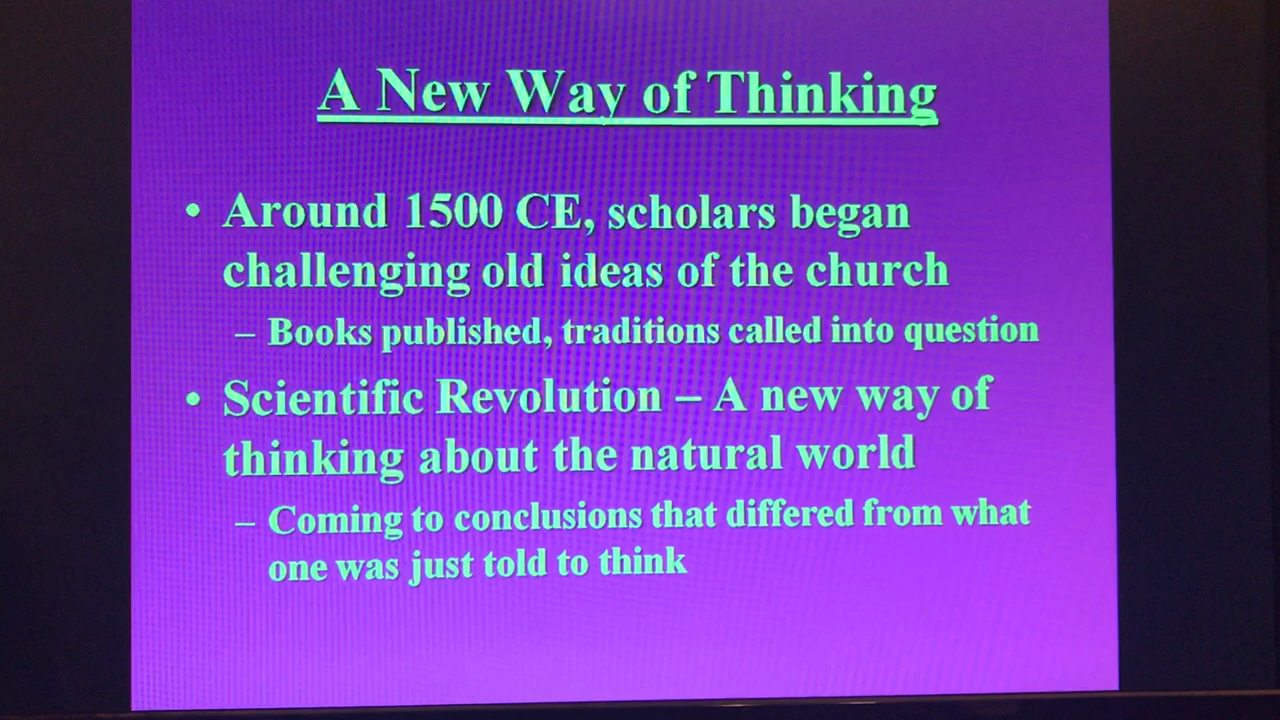 A New Way of Thinking
• Around 1500 CE, scholars began
challenging old ideas of the church
– Books published, traditions called into question
• Scientific Revolution – A new way of
thinking about the natural world
– Coming to conclusions that differed from what
one was just told to think